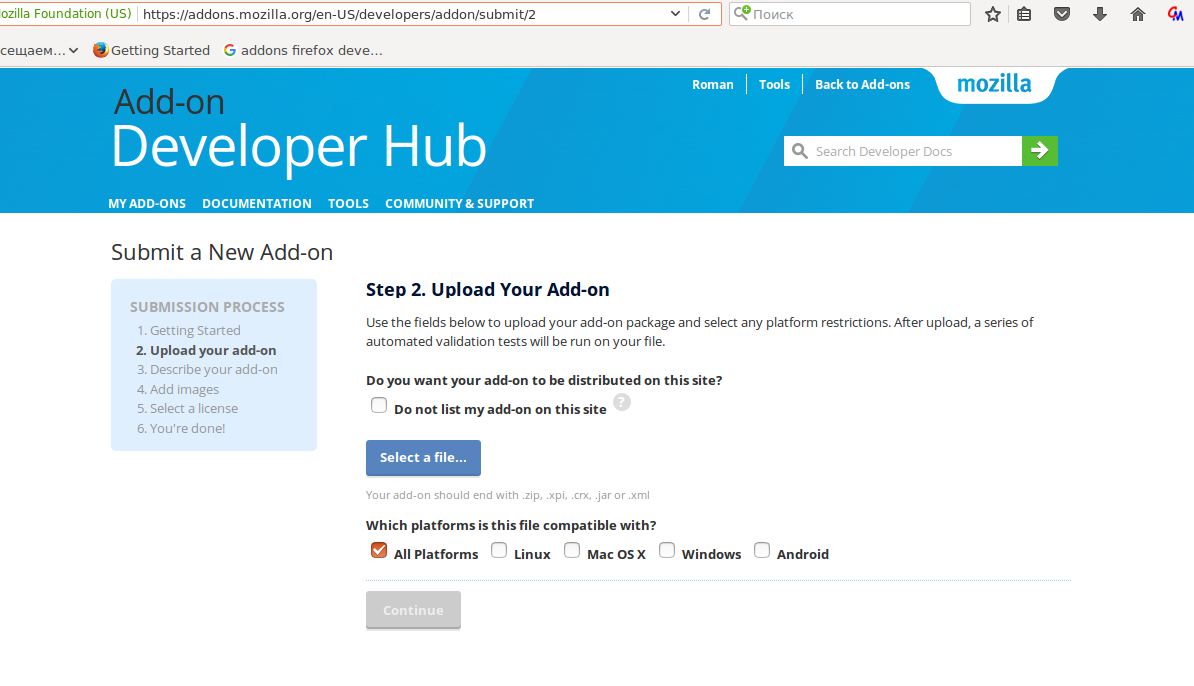 ozilla Foundation (US) https://addons.mozilla.org/en-US/developers/addon/submit/2 Поиск
сещаем... Getting Started G addons firefox deve...
Roman Tools Back to Add-ons mozilla
Add-on
Developer Hub
Search Developer Docs
MY ADD-ONS DOCUMENTATION TOOLS COMMUNITY & SUPPORT
Submit a New Add-on
SUBMISSION PROCESS
1. Getting Started
2. Upload your add-on
3. Describe your add-on
4. Add images
5. Select a license
6. You're done!
Step 2. Upload Your Add-on
Use the fields below to upload your add-on package and select any platform restrictions. After upload, a series of
automated validation tests will be run on your file.
Do you want your add-on to be distributed on this site?
Do not list my add-on on this site ?
Select a file...
Your add-on should end with .zip, .xpi, .crx, .jar or .xml
Which platforms is this file compatible with?
All Platforms Linux Mac OS X Windows Android
Continue